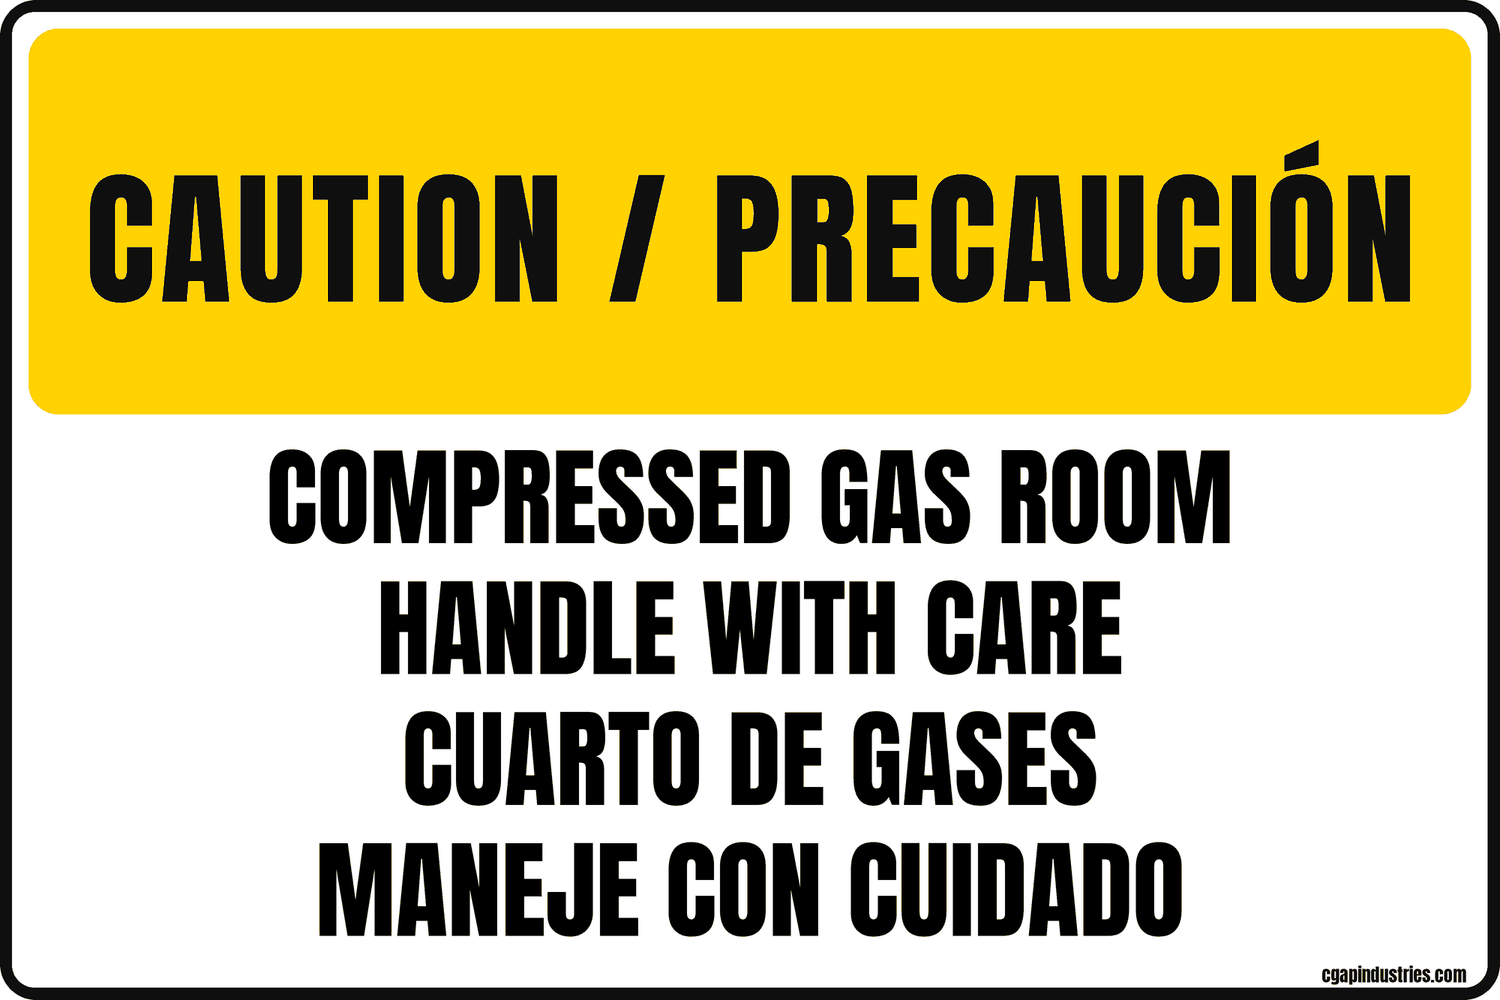 CAUTION / PRECAUCIÓN
COMPRESSED GAS ROOM
HANDLE WITH CARE
CUARTO DE GASES
MANEJE CON CUIDADO
cgapindustries.com